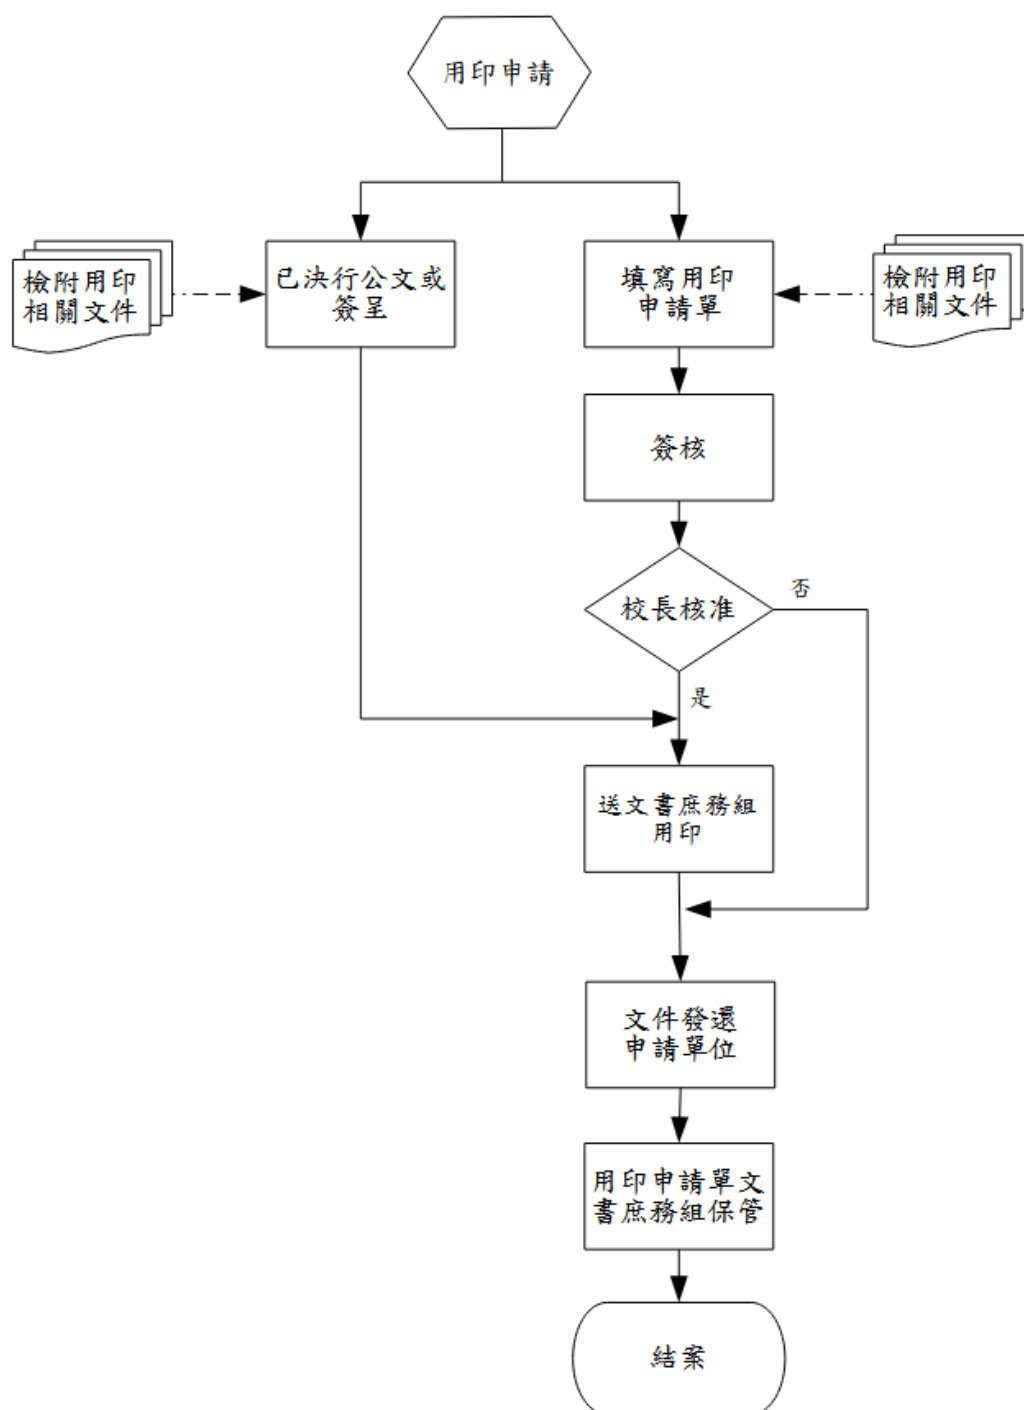 用印申請
檢附用印
相關文件
已決行公文或
簽呈
填寫用印
申請單
檢附用印
相關文件
簽核
校長核准
否
是
送文書庶務組
用印
文件發還
申請單位
用印申請單文
書庶務組保管
結案